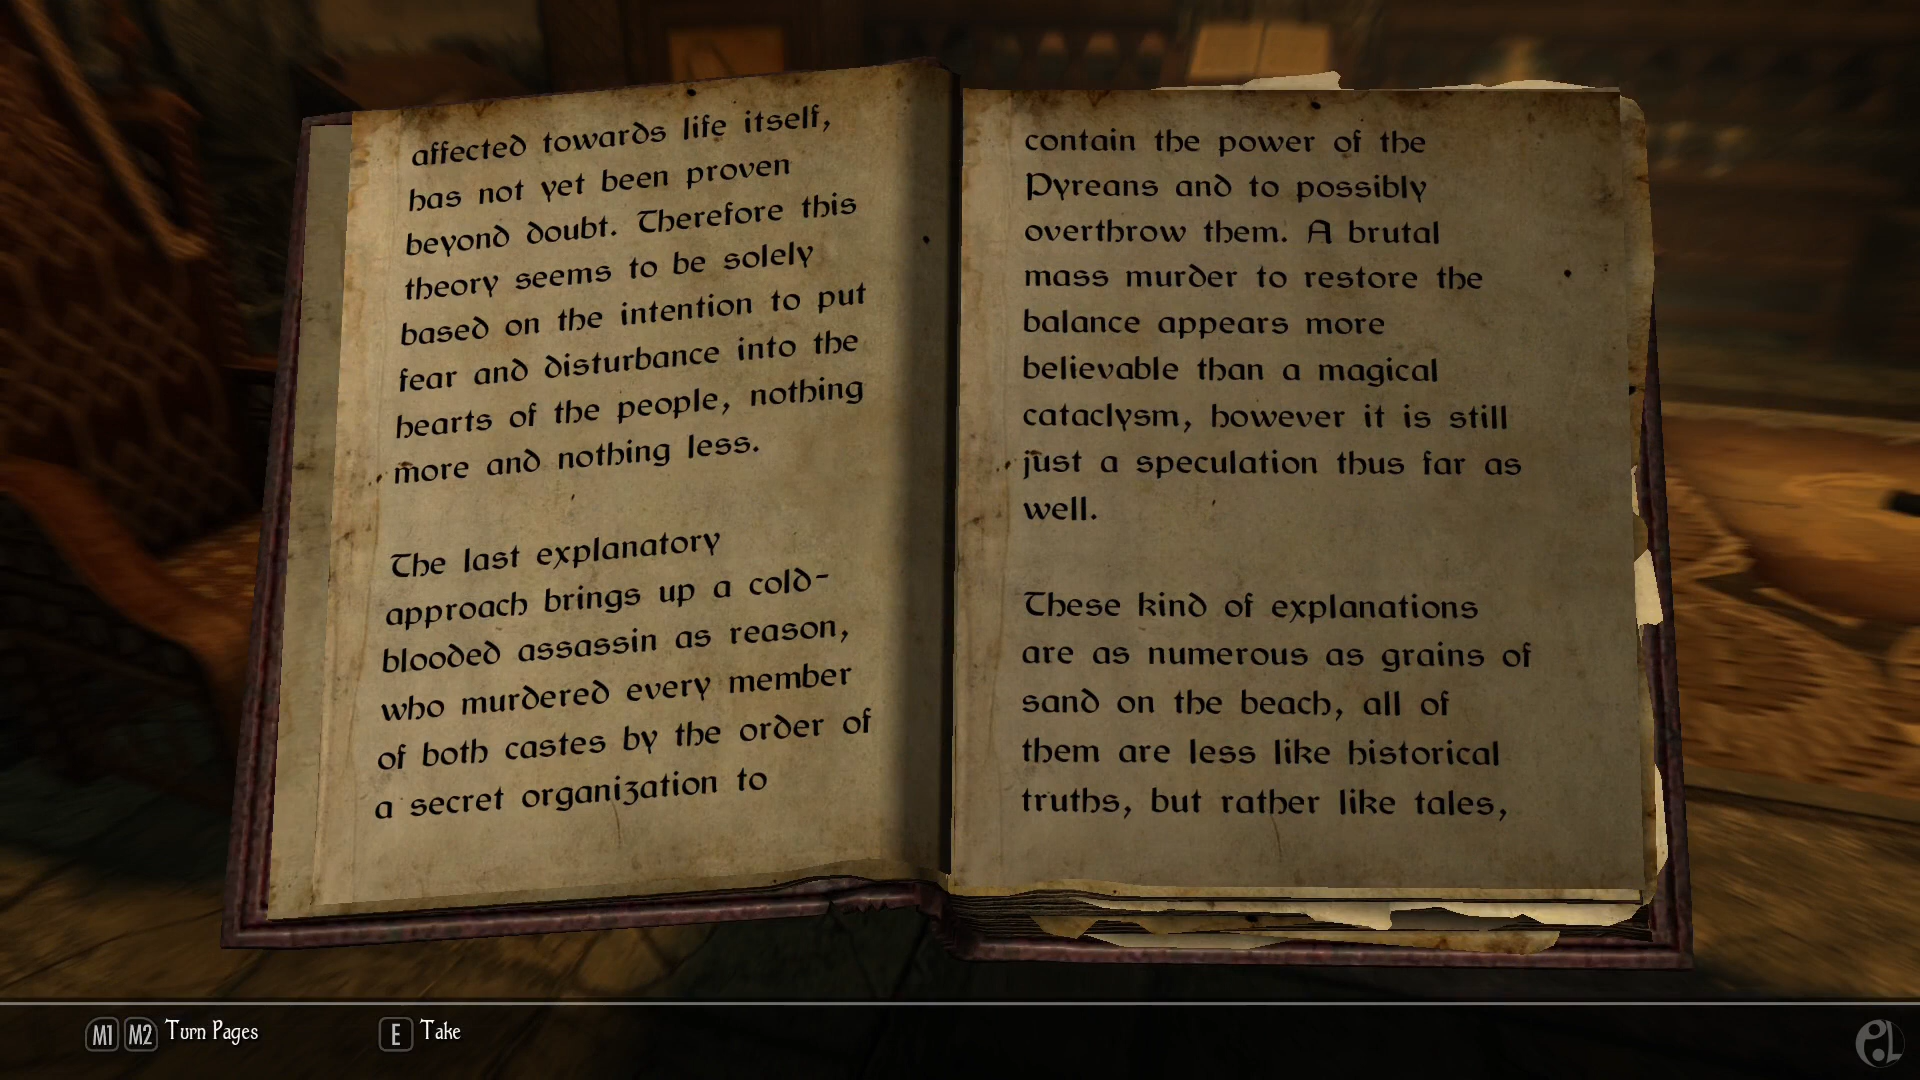 affected towards life itself,
has not yet been proven
beyond doubt. Therefore this
theory seems to be solely
based on the intention to put
fear and disturbance into the
hearts of the people, nothing
more and nothing less.
The last explanatory
approach brings up a cold-
blooded assassin as reason,
who murdered every member
of both castes by the order of
a secret organization to
contain the power of the
Pyreans and to possibly
overthrow them. A brutal
mass murder to restore the
balance appears more
believable than a magical
cataclysm, however it is still
just a speculation thus far as
well.
These kind of explanations
are as numerous as grains of
sand on the beach, all of
them are less like historical
truths, but rather like tales,
M1 M2 Turn Pages
E Take